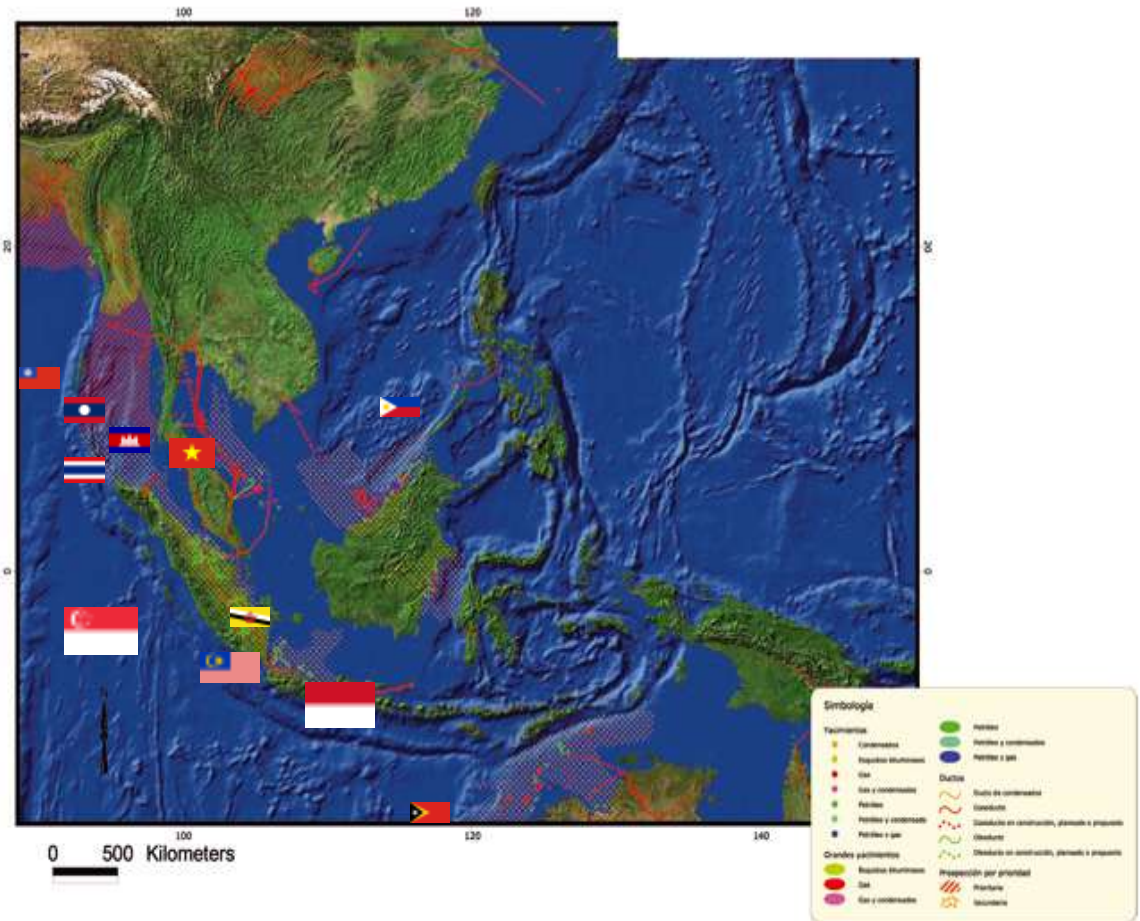 100
120
20
20
0
0
100
120
140
0 500 Kilometers
Simbología
Yacimientos
Condensados
Esquistos bituminosos
Gas
Gas y condensados
Petróleo
Petróleo y condensado
Petróleo y gas
Grandes yacimientos
Esquistos bituminosos
Gas
Gas y condensados
Petróleo
Petróleo y condensados
Petróleo y gas
Ductos
Ducto de condensados
Gasoducto
Gasoducto en construcción, planeado o propuesto
Oleoducto
Oleoducto en construcción, planeado o propuesto
Prospección por prioridad
Prioritaria
Secundaria